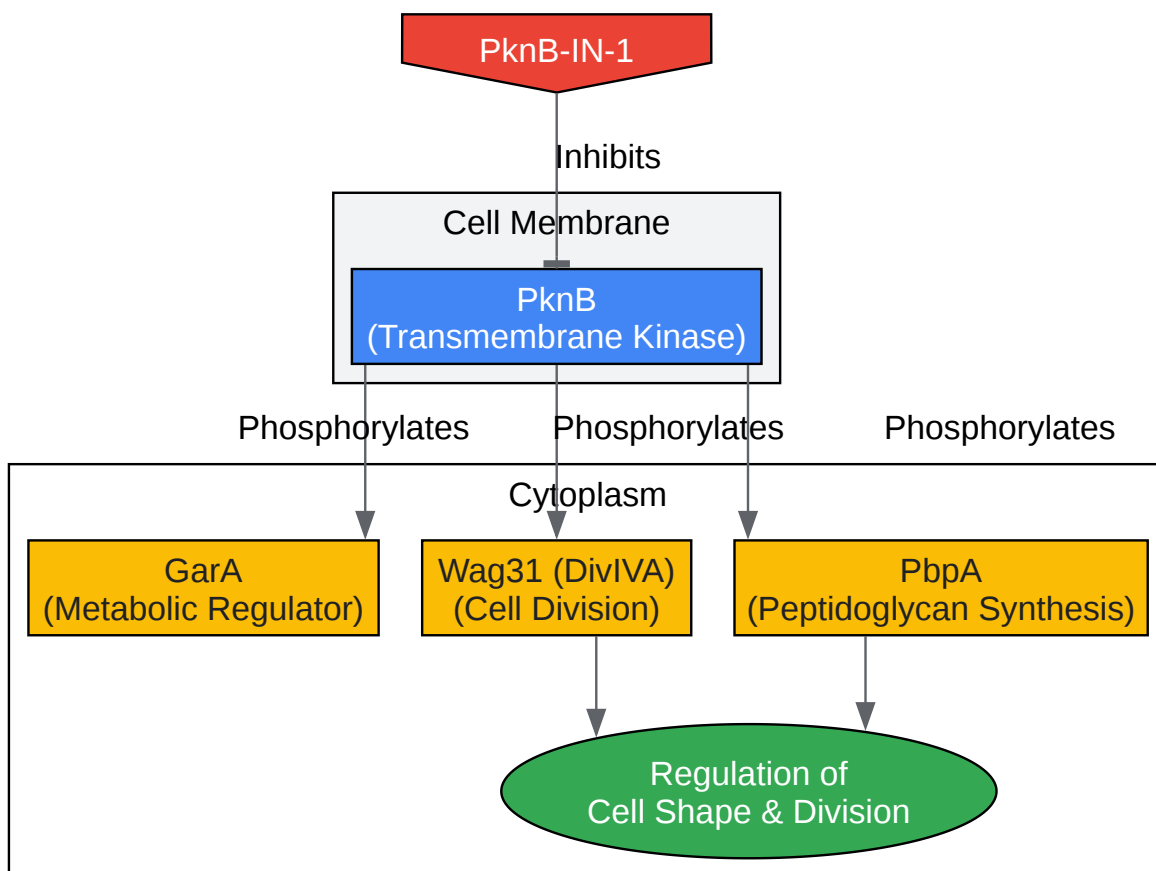 PknB-IN-1
Inhibits
Cell Membrane
PknB
(Transmembrane Kinase)
Phosphorylates
Phosphorylates
Phosphorylates
Cytoplasm
GarA
(Metabolic Regulator)
Wag31 (DivIVA)
(Cell Division)
PbpA
(Peptidoglycan Synthesis)
Regulation of
Cell Shape & Division